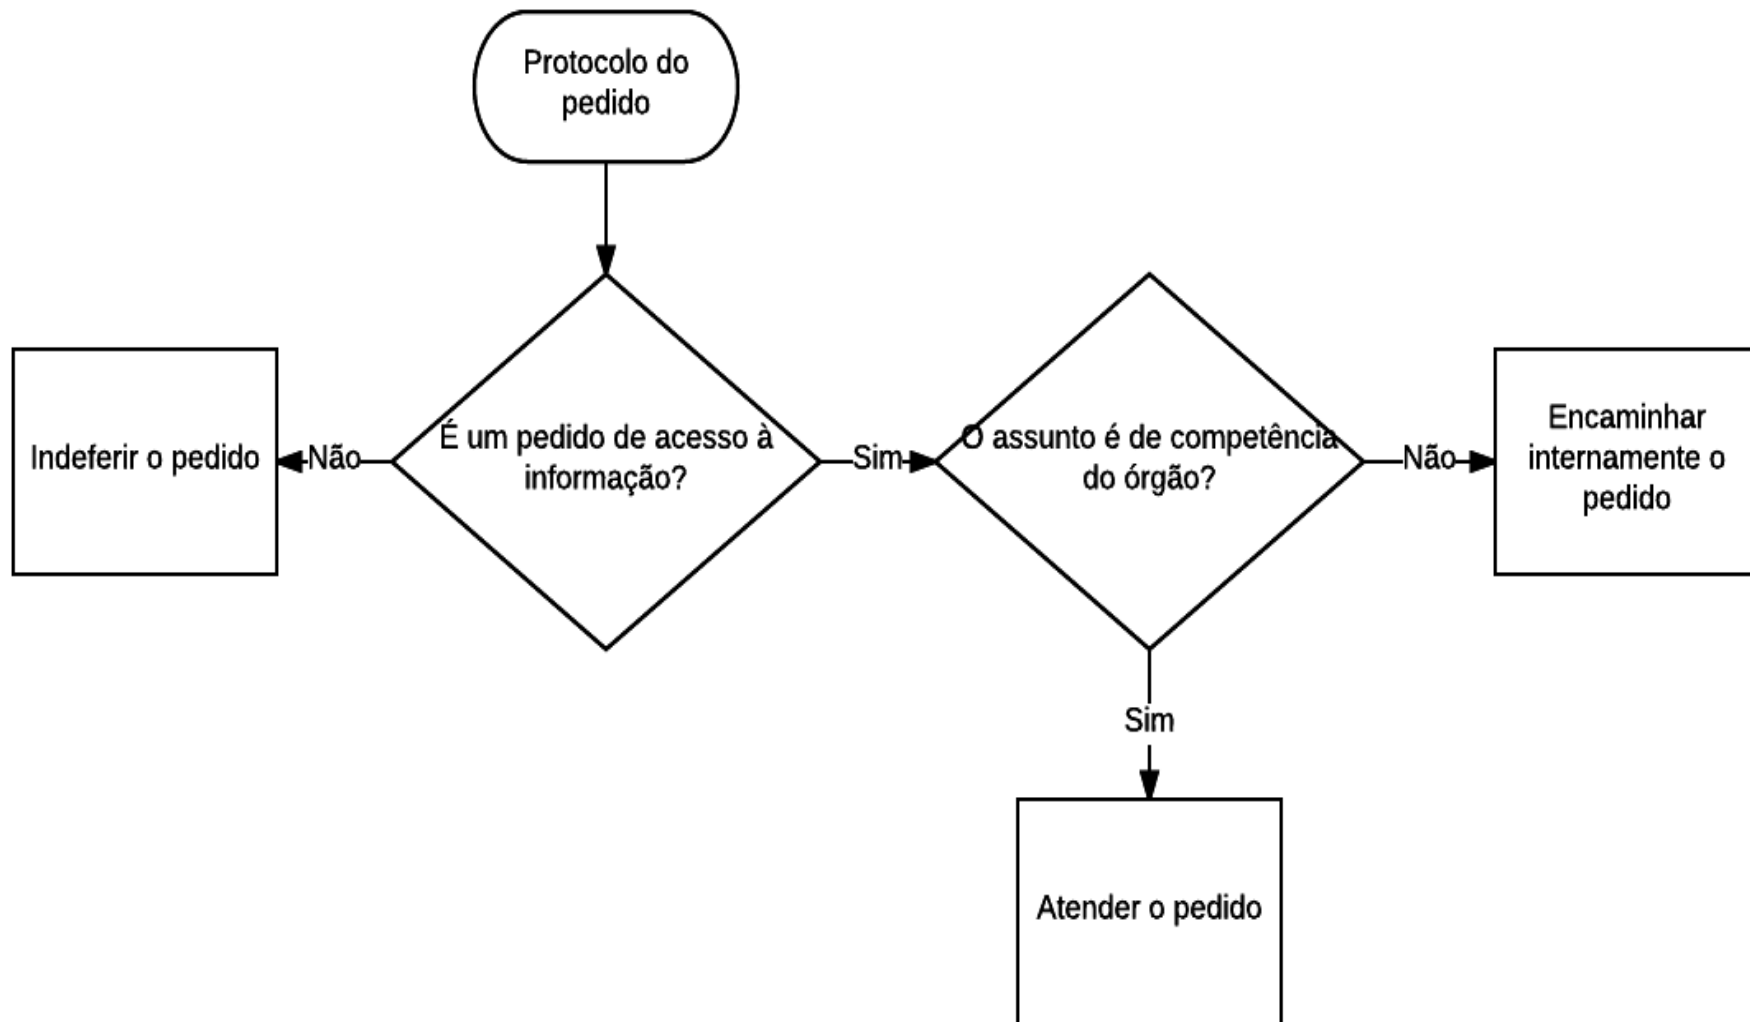 Protocolo do
pedido
Indeferir o pedido
Não
É um pedido de acesso à
informação?
Sim
O assunto é de competência
do órgão?
Não
Encaminhar
internamente o
pedido
Sim
Atender o pedido